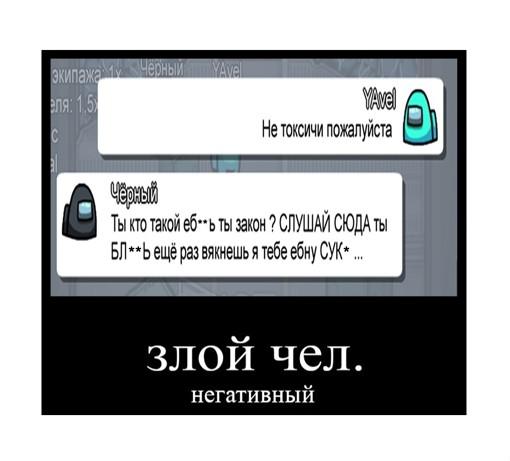 экипажа: 1x Чёрный YAvel
еля: 1,5x
с
al
YAvel
Не токсичи пожалуйста
Чёрный
Ты кто такой еб**ь ты закон ? СЛУШАЙ СЮДА ты
БЛ**Ь ещё раз вякнешь я тебе ебну СУК* ...
злой чел.
негативный